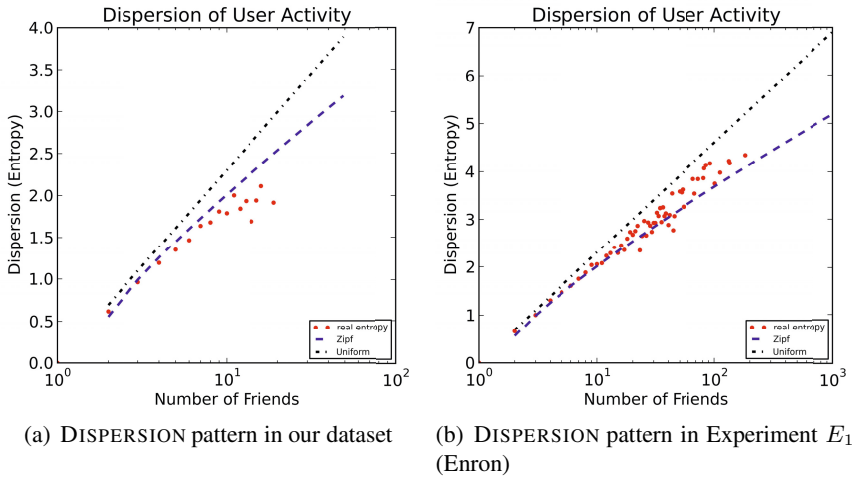 Dispersion of User Activity
4.0
3.5
3.0
2.5
2.0
1.5
1.0
0.5
0.0
Dispersion (Entropy)
10^0
10^1
10^2
Number of Friends
real entropy
Zipf
Uniform
Dispersion of User Activity
7
6
5
4
3
2
1
0
Dispersion (Entropy)
10^0
10^1
10^2
10^3
Number of Friends
real entropy
Zipf
Uniform
(a) DISPERSION pattern in our dataset
(b) DISPERSION pattern in Experiment E_1
(Enron)